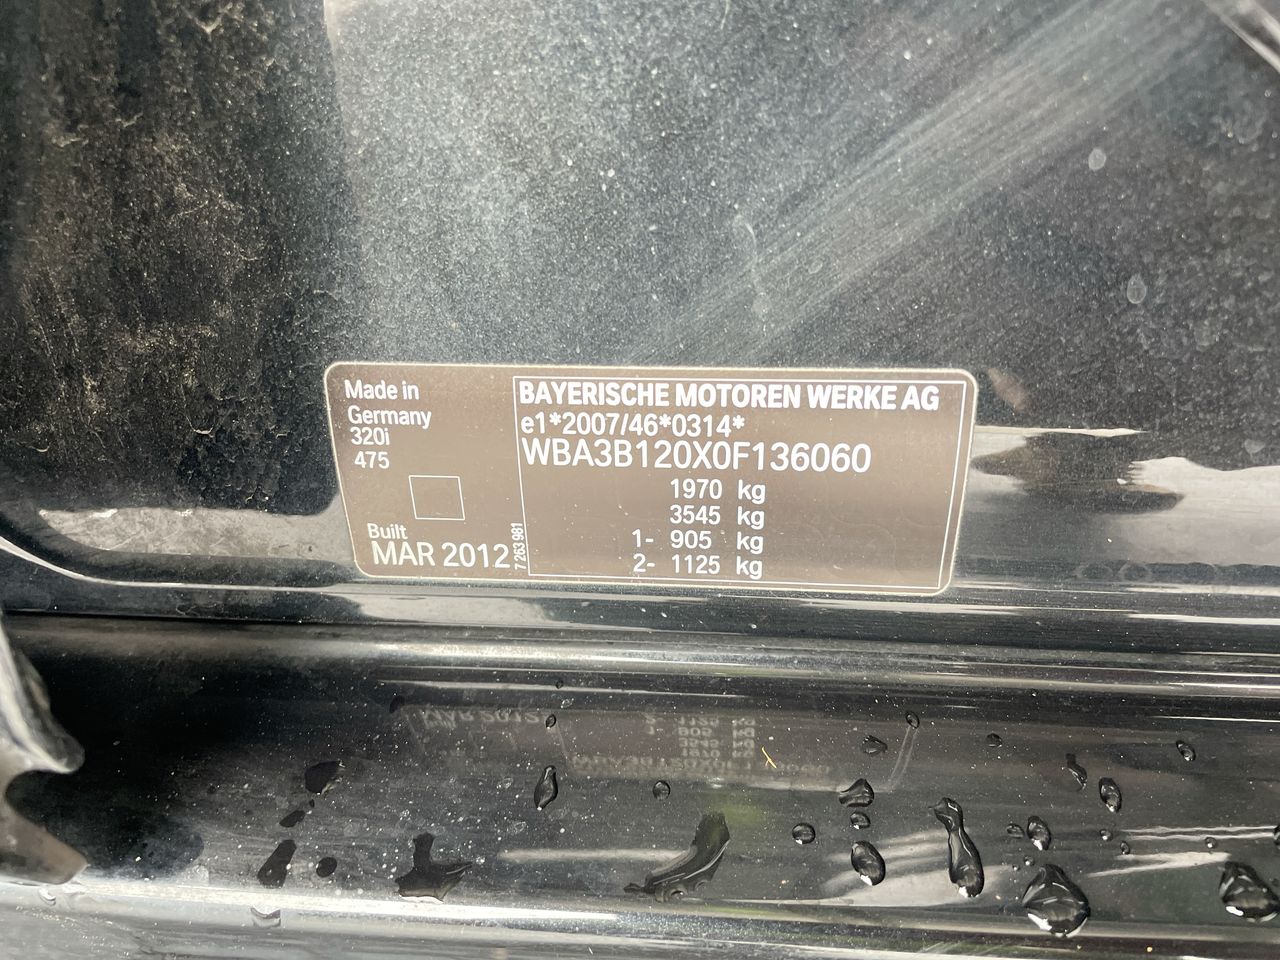 Made in
Germany
320i
475
Built
MAR 2012
7 263 981
BAYERISCHE MOTOREN WERKE AG
e1*2007/46*0314*
WBA3B120X0F136060
1970 kg
3545 kg
1- 905 kg
2- 1125 kg